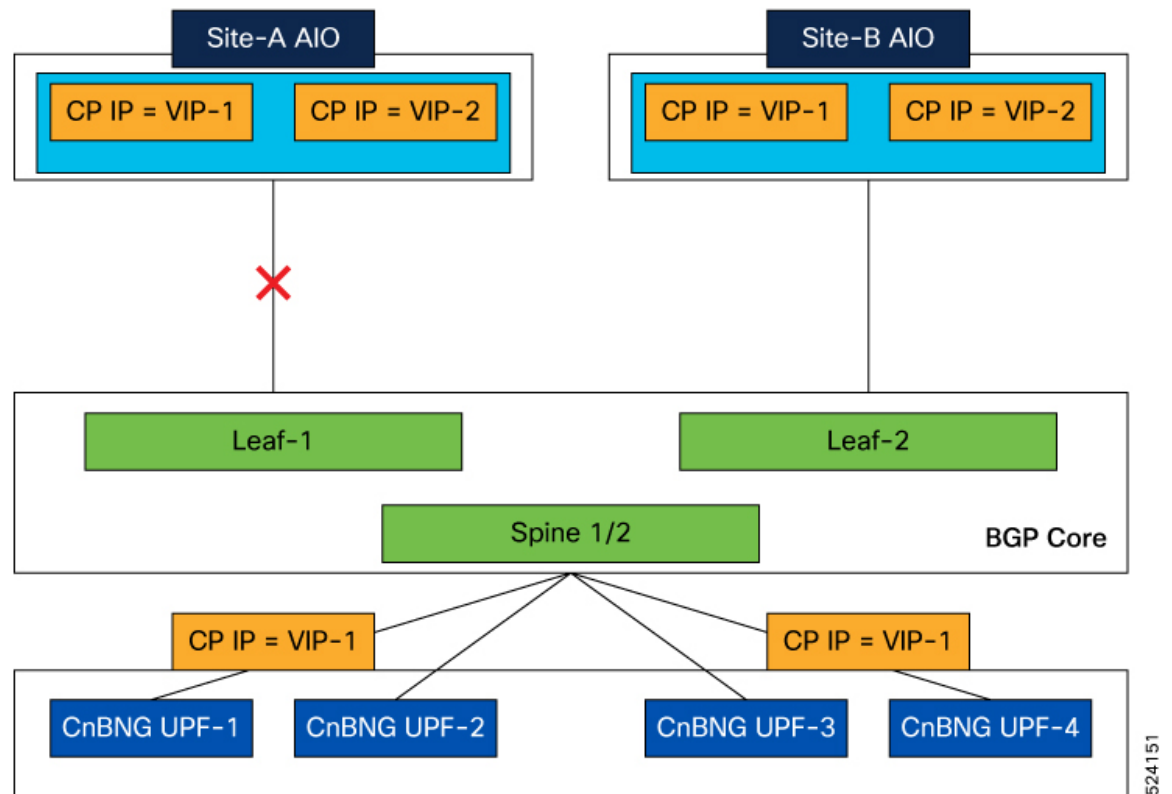 Site-A AIO
Site-B AIO
CP IP = VIP-1
CP IP = VIP-2
CP IP = VIP-1
CP IP = VIP-2
Leaf-1
Leaf-2
Spine 1/2
BGP Core
CP IP = VIP-1
CP IP = VIP-1
CnBNG UPF-1
CnBNG UPF-2
CnBNG UPF-3
CnBNG UPF-4
524151